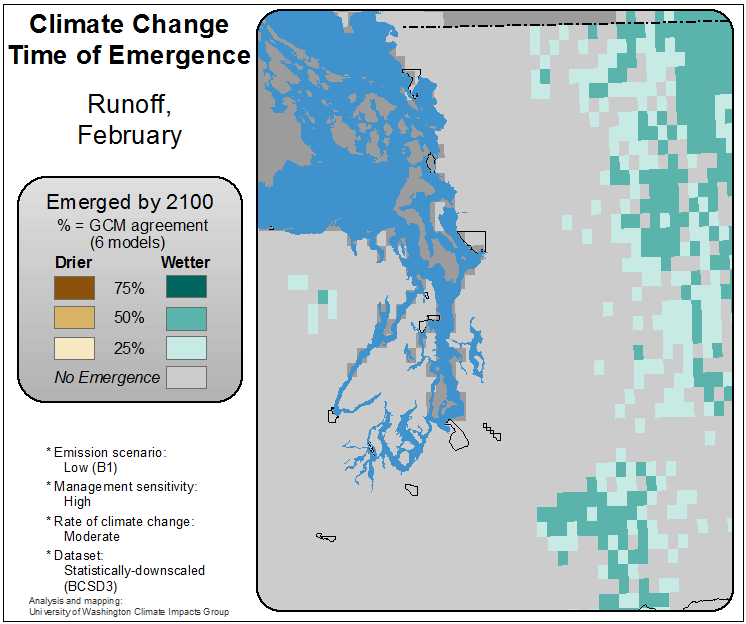 Climate Change
Time of Emergence
Runoff,
February
Emerged by 2100
% = GCM agreement
(6 models)
Drier Wetter
75%
50%
25%
No Emergence
* Emission scenario:
Low (B1)
* Management sensitivity:
High
* Rate of climate change:
Moderate
* Dataset:
Statistically-downscaled
(BCSD3)
Analysis and mapping:
University of Washington Climate Impacts Group